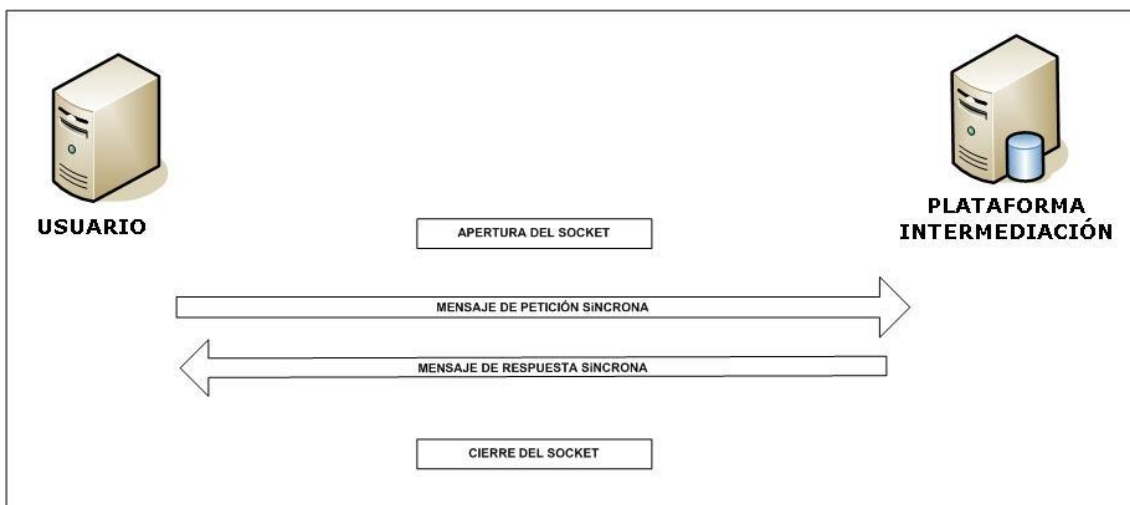 USUARIO
PLATAFORMA
INTERMEDIACIÓN
APERTURA DEL SOCKET
MENSAJE DE PETICIÓN SíNCRONA
MENSAJE DE RESPUESTA SíNCRONA
CIERRE DEL SOCKET